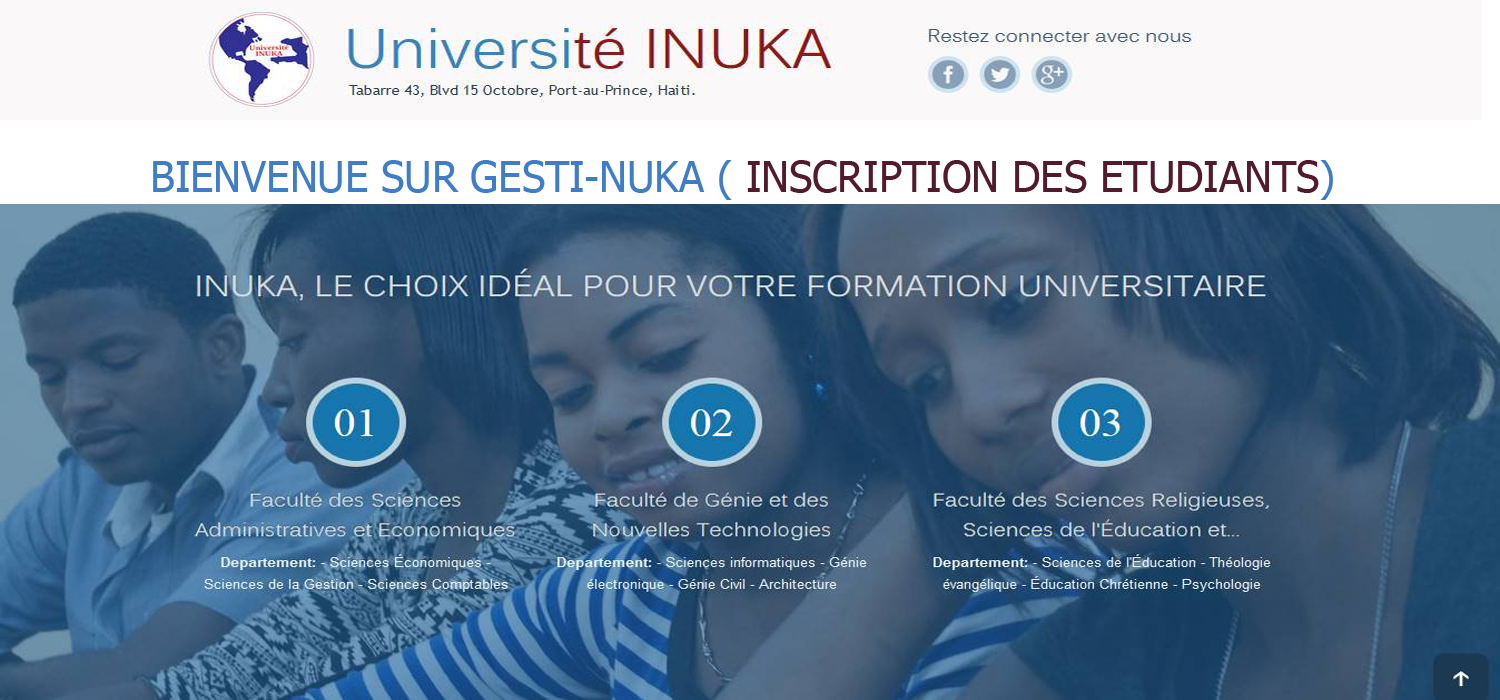 Université
INUKA
Université INUKA
Tabarre 43, Blvd 15 Octobre, Port-au-Prince, Haiti.
Restez connecter avec nous
f
g+
BIENVENUE SUR GESTI-NUKA ( INSCRIPTION DES ETUDIANTS)
INUKA, LE CHOIX IDÉAL POUR VOTRE FORMATION UNIVERSITAIRE
01
Faculté des Sciences
Administratives et Economiques
Departement: - Sciences Économiques -
Sciences de la Gestion - Sciences Comptables
02
Faculté de Génie et des
Nouvelles Technologies
Departement: - Sciences informatiques - Génie
électronique - Génie Civil - Architecture
03
Faculté des Sciences Religieuses,
Sciences de l'Éducation et...
Departement: - Sciences de l'Éducation - Théologie
évangélique - Éducation Chrétienne - Psychologie